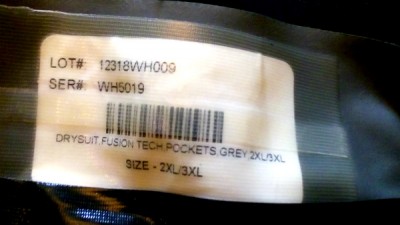 LOT#: 12318WH009
SER#: WH5019
DRYSUIT,FUSION TECH,POCKETS,GREY,2XL/3XL
SIZE - 2XL/3XL